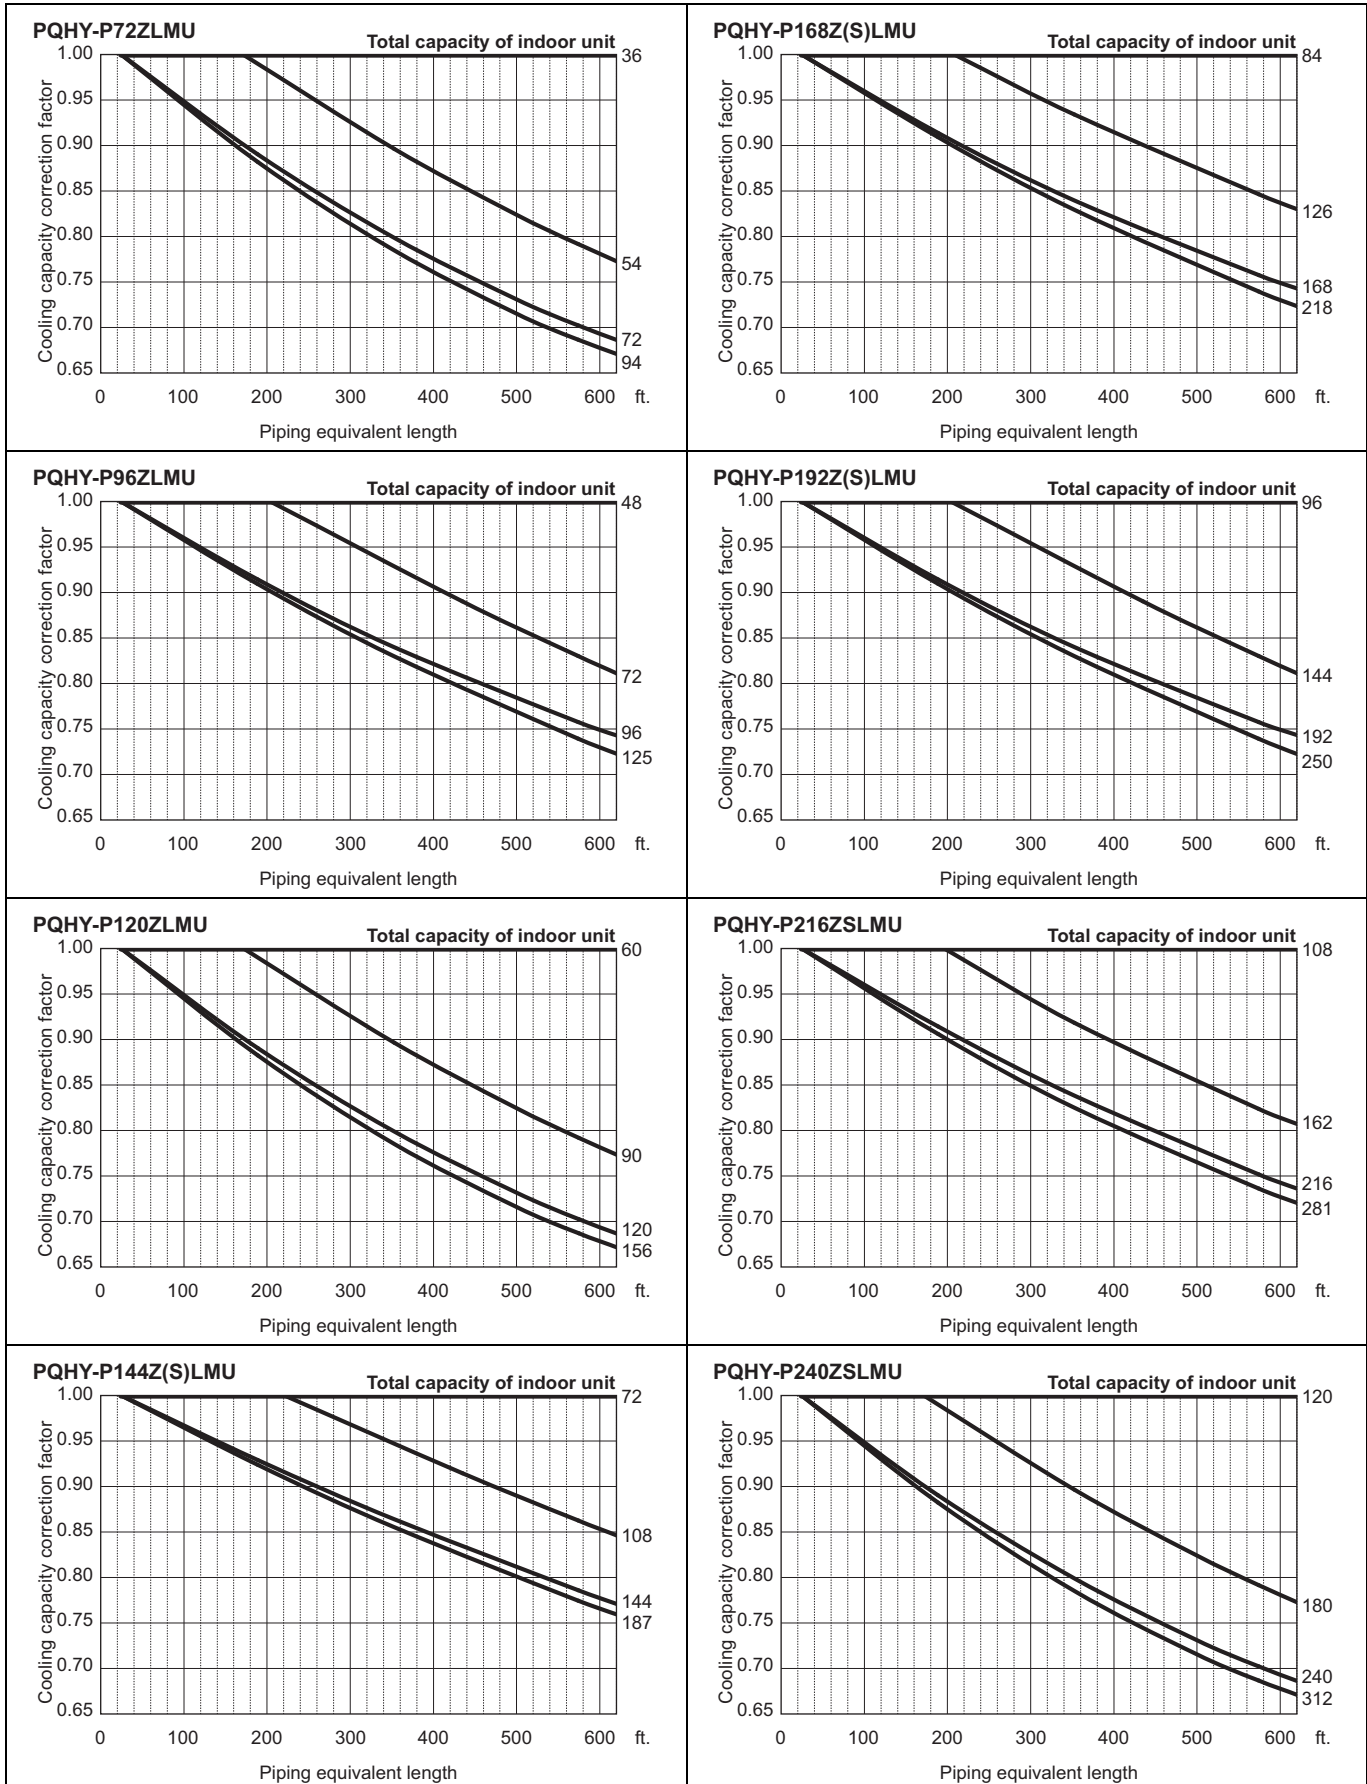 PQHY-P72ZLMU
Total capacity of indoor unit
Cooling capacity correction factor
1.00
0.95
0.90
0.85
0.80
0.75
0.70
0.65
36
54
72
94
0 100 200 300 400 500 600 ft.
Piping equivalent length
PQHY-P168Z(S)LMU
Total capacity of indoor unit
Cooling capacity correction factor
1.00
0.95
0.90
0.85
0.80
0.75
0.70
0.65
84
126
168
218
0 100 200 300 400 500 600 ft.
Piping equivalent length
PQHY-P96ZLMU
Total capacity of indoor unit
Cooling capacity correction factor
1.00
0.95
0.90
0.85
0.80
0.75
0.70
0.65
48
72
96
125
0 100 200 300 400 500 600 ft.
Piping equivalent length
PQHY-P192Z(S)LMU
Total capacity of indoor unit
Cooling capacity correction factor
1.00
0.95
0.90
0.85
0.80
0.75
0.70
0.65
96
144
192
250
0 100 200 300 400 500 600 ft.
Piping equivalent length
PQHY-P120ZLMU
Total capacity of indoor unit
Cooling capacity correction factor
1.00
0.95
0.90
0.85
0.80
0.75
0.70
0.65
60
90
120
156
0 100 200 300 400 500 600 ft.
Piping equivalent length
PQHY-P216ZSLMU
Total capacity of indoor unit
Cooling capacity correction factor
1.00
0.95
0.90
0.85
0.80
0.75
0.70
0.65
108
162
216
281
0 100 200 300 400 500 600 ft.
Piping equivalent length
PQHY-P144Z(S)LMU
Total capacity of indoor unit
Cooling capacity correction factor
1.00
0.95
0.90
0.85
0.80
0.75
0.70
0.65
72
108
144
187
0 100 200 300 400 500 600 ft.
Piping equivalent length
PQHY-P240ZSLMU
Total capacity of indoor unit
Cooling capacity correction factor
1.00
0.95
0.90
0.85
0.80
0.75
0.70
0.65
120
180
240
312
0 100 200 300 400 500 600 ft.
Piping equivalent length